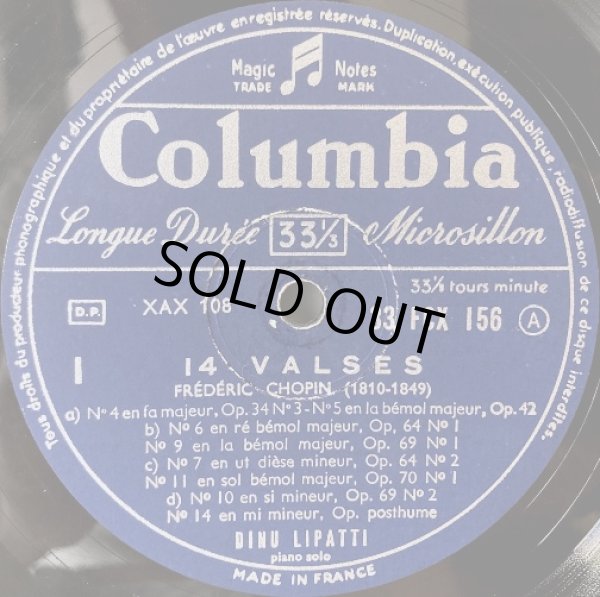 Tous droits du producteur phonographique et du propriétaire de l'œuvre enregistrée réservés. Duplication, exécution publique, radiodiffusion de ce disque interdites.
Magic Notes
TRADE MARK
Columbia
Longue Durée 33⅓ Microsillon
33⅓ tours minute
D.P. XAX 108 156 A
SOLD OUT
I 14 VALSES
FRÉDÉRIC CHOPIN (1810-1849)
a) Nº 4 en fa majeur, Op. 34 Nº 3 - Nº 5 en la bémol majeur, Op. 42
b) Nº 6 en ré bémol majeur, Op, 64 Nº 1
Nº 9 en la bémol majeur, Op. 69 Nº 1
c) Nº 7 en ut dièse mineur, Op. 64 Nº 2
Nº 11 en sol bémol majeur, Op. 70 Nº 1
d) Nº 10 en si mineur, Op. 69 Nº 2
Nº 14 en mi mineur, Op. posthume
DINU LIPATTI
piano solo
MADE IN FRANCE